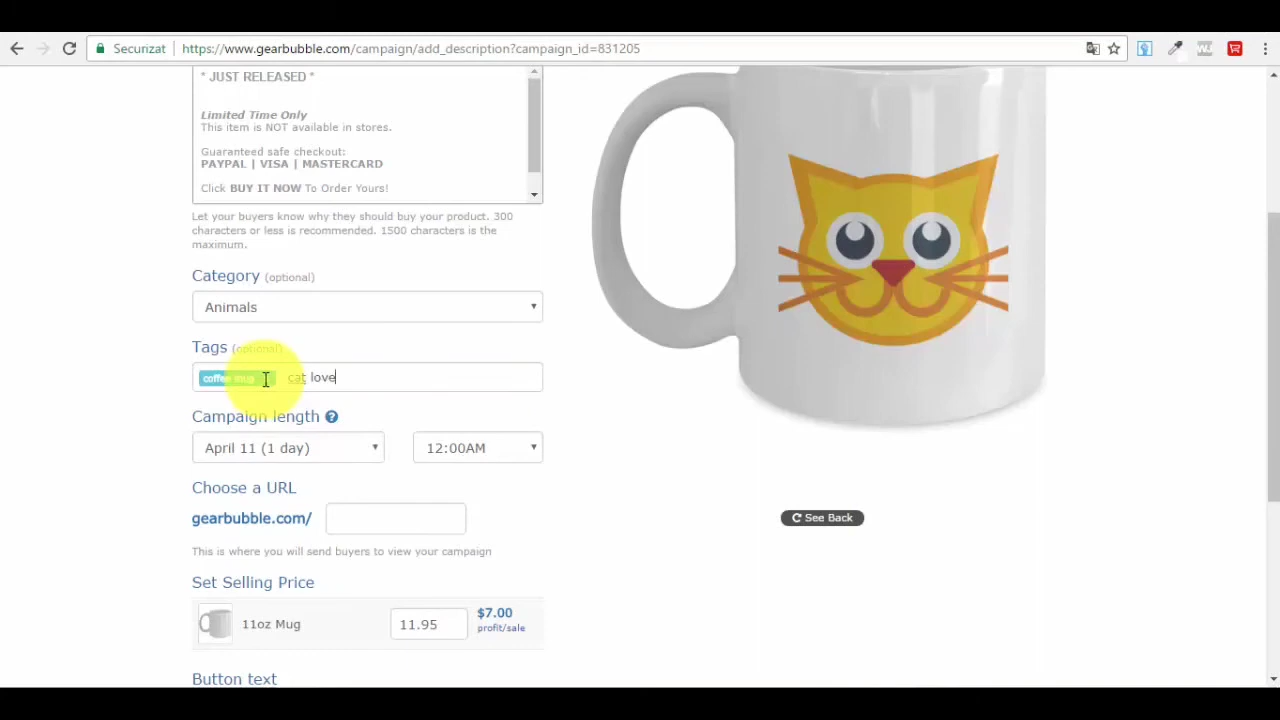 Securizat
https://www.gearbubble.com/campaign/add_description?campaign_id=831205
* JUST RELEASED *
Limited Time Only
This item is NOT available in stores.
Guaranteed safe checkout:
PAYPAL | VISA | MASTERCARD
Click BUY IT NOW To Order Yours!
Let your buyers know why they should buy your product. 300
characters or less is recommended. 1500 characters is the
maximum.
Category (optional)
Animals
Tags (optional)
coffee mug cat love
Campaign length ?
April 11 (1 day) 12:00AM
Choose a URL
gearbubble.com/
See Back
This is where you will send buyers to view your campaign
Set Selling Price
11oz Mug 11.95 $7.00
profit/sale
Button text